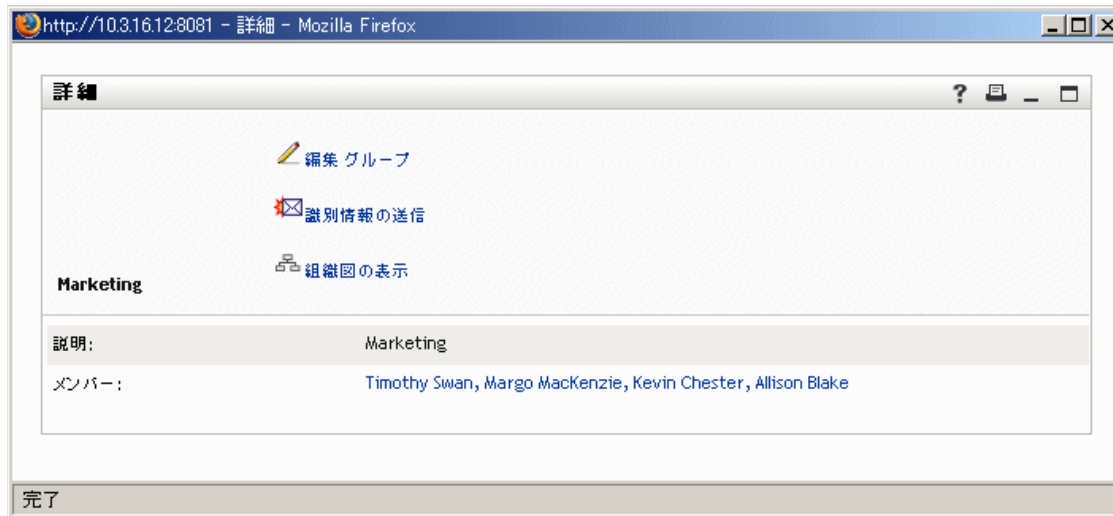 http://10.3.16.12:8081 - 詳細 - Mozilla Firefox
詳細
?
編集 グループ
識別情報の送信
組織図の表示
Marketing
説明: Marketing
メンバー: Timothy Swan, Margo MacKenzie, Kevin Chester, Allison Blake
完了